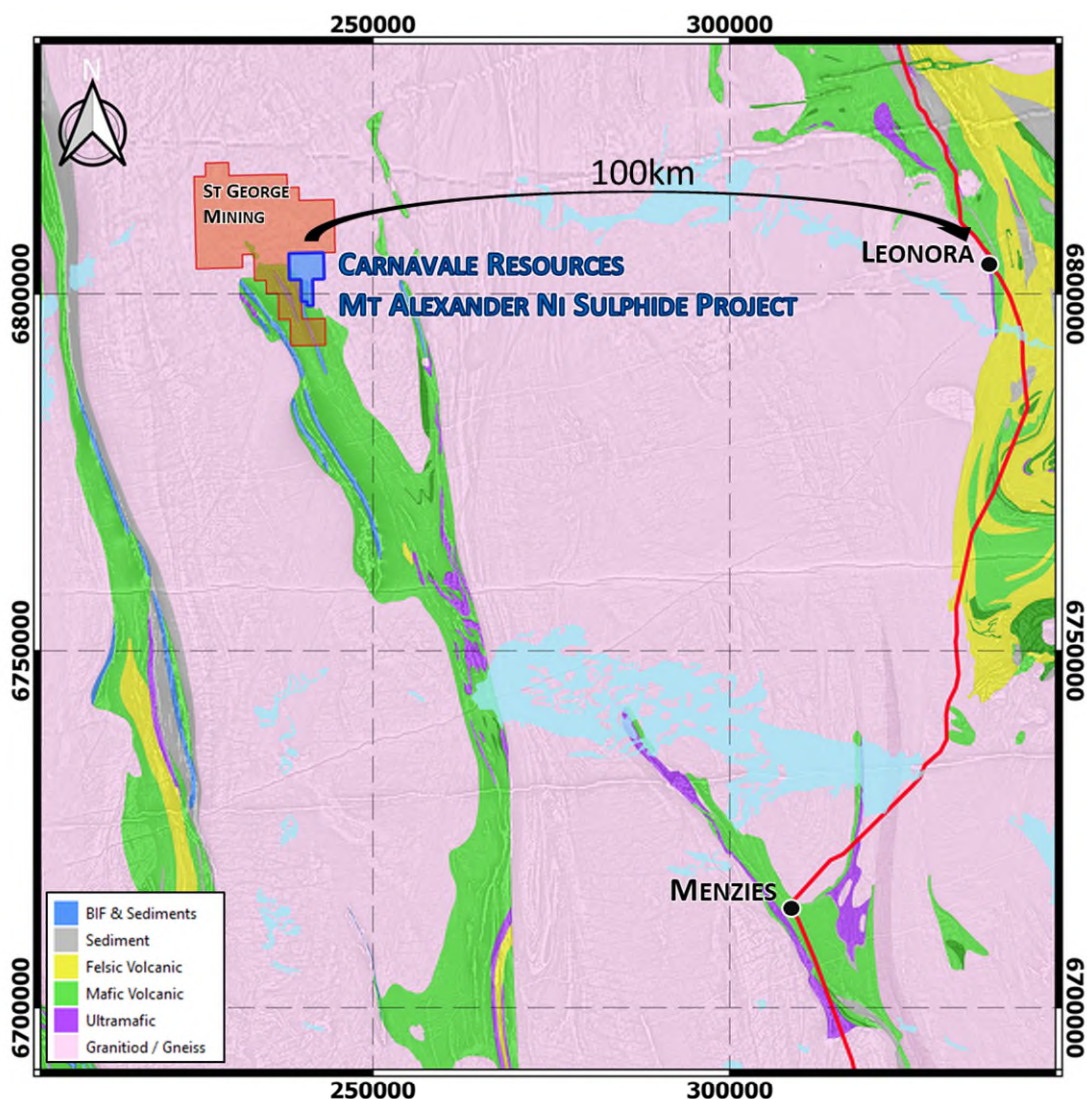 250000
300000
N
ST GEORGE
MINING
100km
LEONORA
CARNAVALE RESOURCES
MT ALEXANDER NI SULPHIDE PROJECT
6800000
6800000
6750000
6750000
MENZIES
BIF & Sediments
Sediment
Felsic Volcanic
Mafic Volcanic
Ultramafic
Granitiod / Gneiss
6700000
6700000
250000
300000